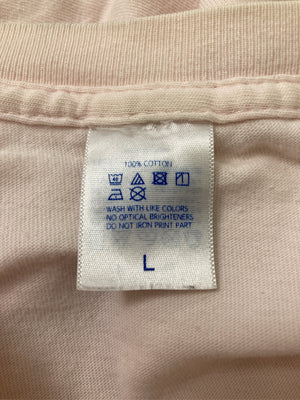 100% COTTON
WASH WITH LIKE COLORS
NO OPTICAL BRIGHTENERS
DO NOT IRON PRINT PART
L